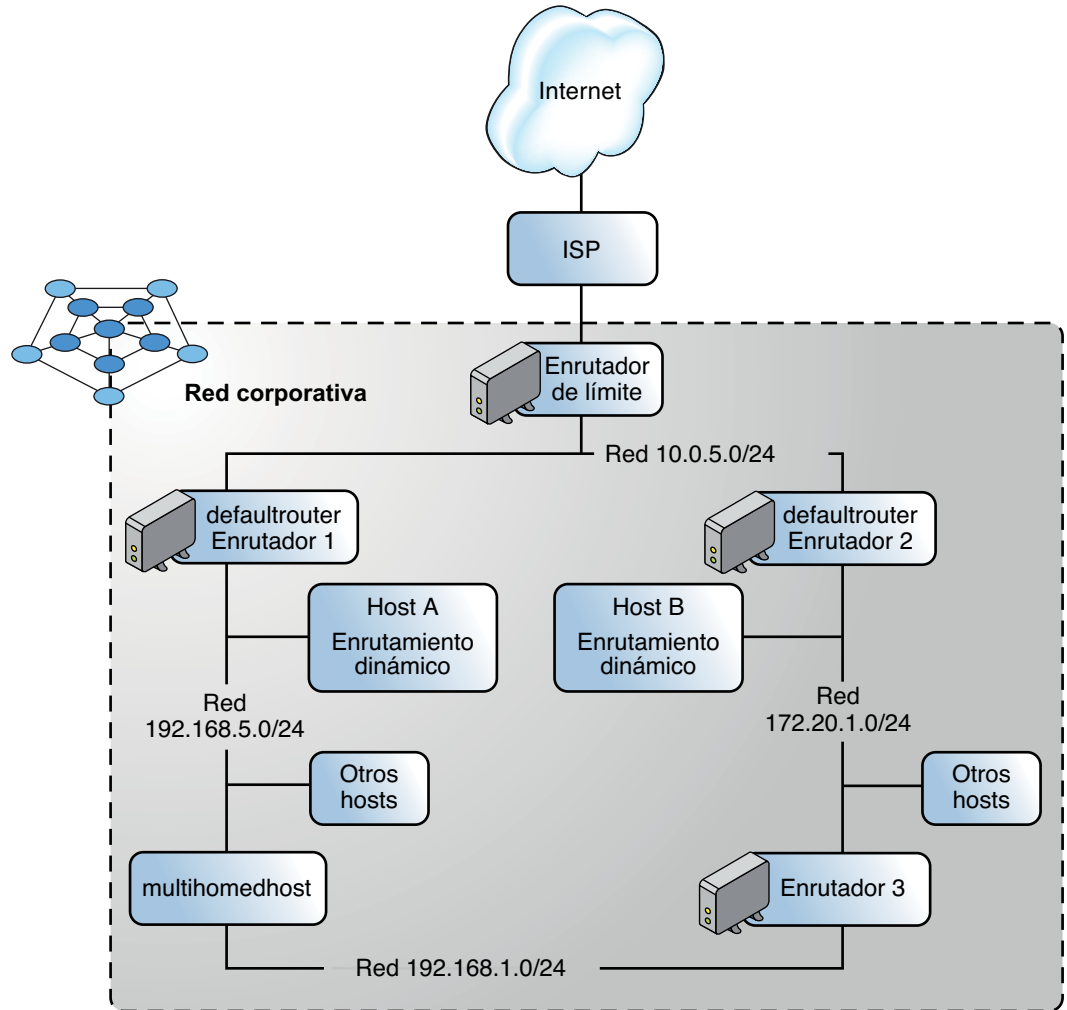 Internet
ISP
Enrutador
de límite
Red corporativa
Red 10.0.5.0/24
defaultrouter
Enrutador 1
defaultrouter
Enrutador 2
Host A
Enrutamiento
dinámico
Host B
Enrutamiento
dinámico
Red
192.168.5.0/24
Red
172.20.1.0/24
Otros
hosts
Otros
hosts
multihomedhost
Enrutador 3
Red 192.168.1.0/24